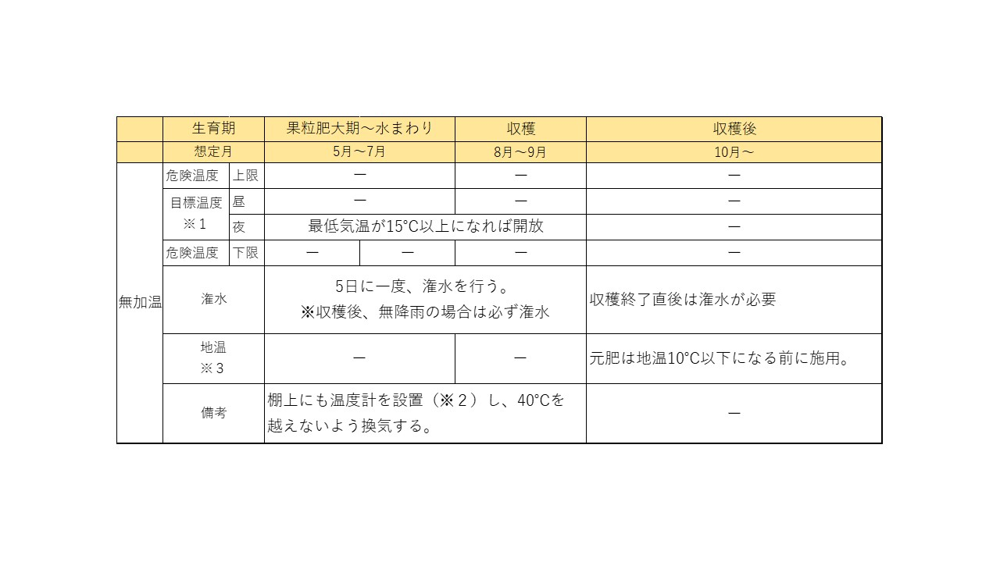 生育期 果粒肥大期～水まわり 収穫 収穫後
想定月 5月～7月 8月～9月 10月～
無加温
危険温度 上限 ー ー ー
目標温度
※１
昼 ー ー ー
夜 最低気温が15℃以上になれば開放 ー
危険温度 下限 ー ー ー ー
潅水
5日に一度、潅水を行う。
※収穫後、無降雨の場合は必ず潅水
収穫終了直後は潅水が必要
地温
※３
ー ー 元肥は地温10℃以下になる前に施用。
備考
棚上にも温度計を設置（※２）し、40℃を
越えないよう換気する。
ー